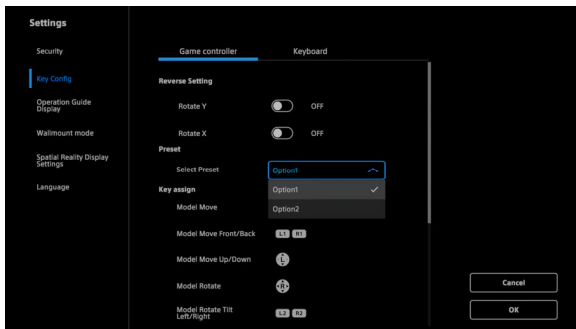 Settings
Security
Key Config
Operation Guide
Display
Wallmount mode
Spatial Reality Display
Settings
Language
Game controller
Keyboard
Reverse Setting
Rotate Y
OFF
Rotate X
OFF
Preset
Select Preset
Option1
Key assign
Option1
Model Move
Option2
Model Move Front/Back
L1 R1
Model Move Up/Down
L
Model Rotate
R
Model Rotate Tilt
Left/Right
L2 R2
Cancel
OK